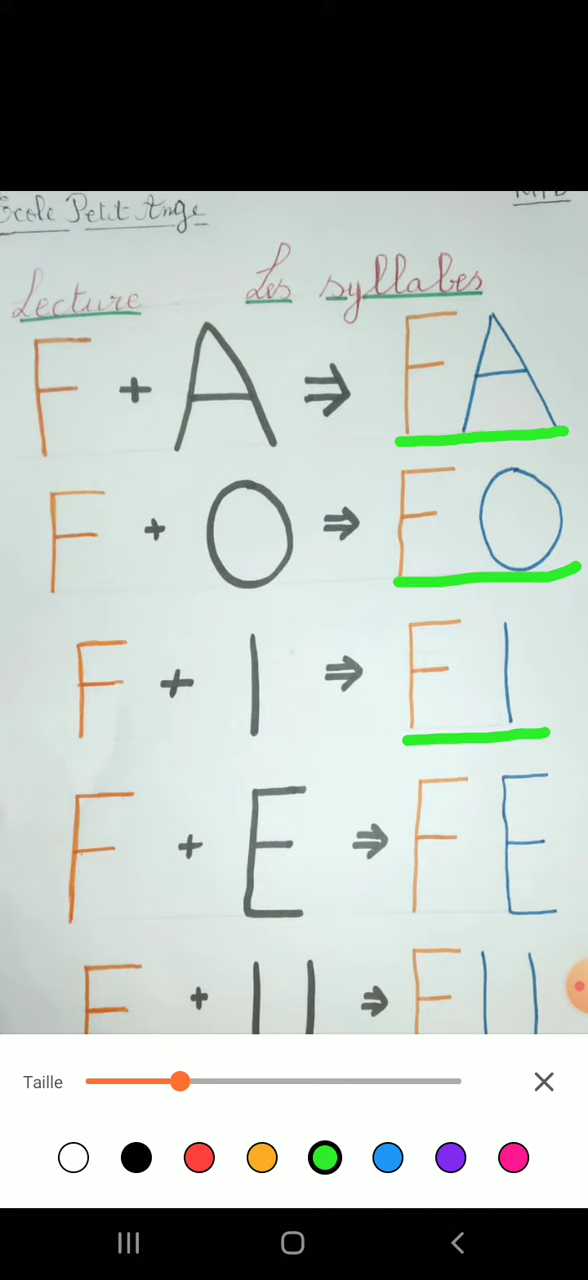 Ecole Petit Ange
Lecture
Les syllabes
F + A ⇒ FA
F + O ⇒ FO
F + I ⇒ FI
F + E ⇒ FE
F + U ⇒ FU
Taille